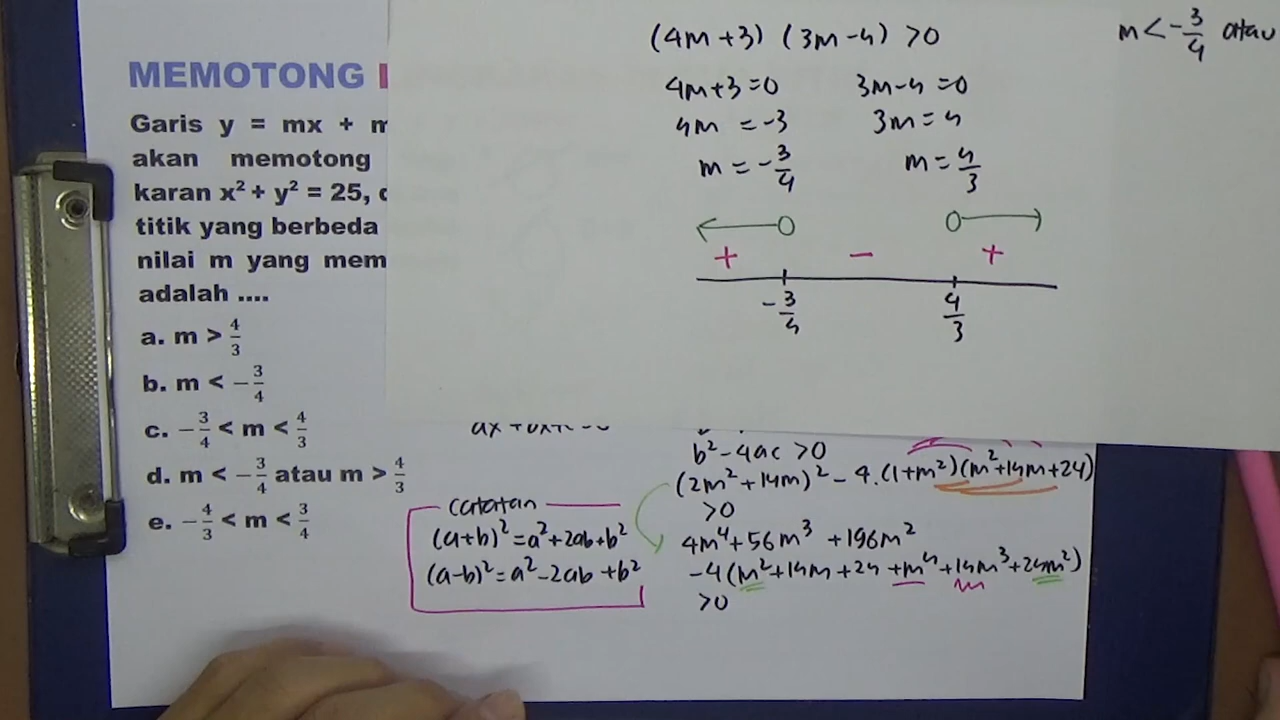 MEMOTONG
Garis y = mx + m
akan memotong
karan x² + y² = 25,
titik yang berbeda
nilai m yang mem
adalah ....
a. m > 4/3
b. m < -3/4
c. -3/4 < m < 4/3
d. m < -3/4 atau m > 4/3
e. -4/3 < m < 3/4
(4m+3) (3m-4) >0
4m+3=0 3m-4=0
4m = -3 3m=4
m = -3/4 m = 4/3
+ - +
-3/4 4/3
m < -3/4 atau
b²-4ac >0
(2m²+14m)² - 4.(1+m²)(m²+14m+24)
>0
4m⁴+56m³ +196m²
-4(m²+14m+24+m⁴+14m³+24m²)
>0
catatan
(a+b)²=a²+2ab+b²
(a-b)²=a²-2ab+b²